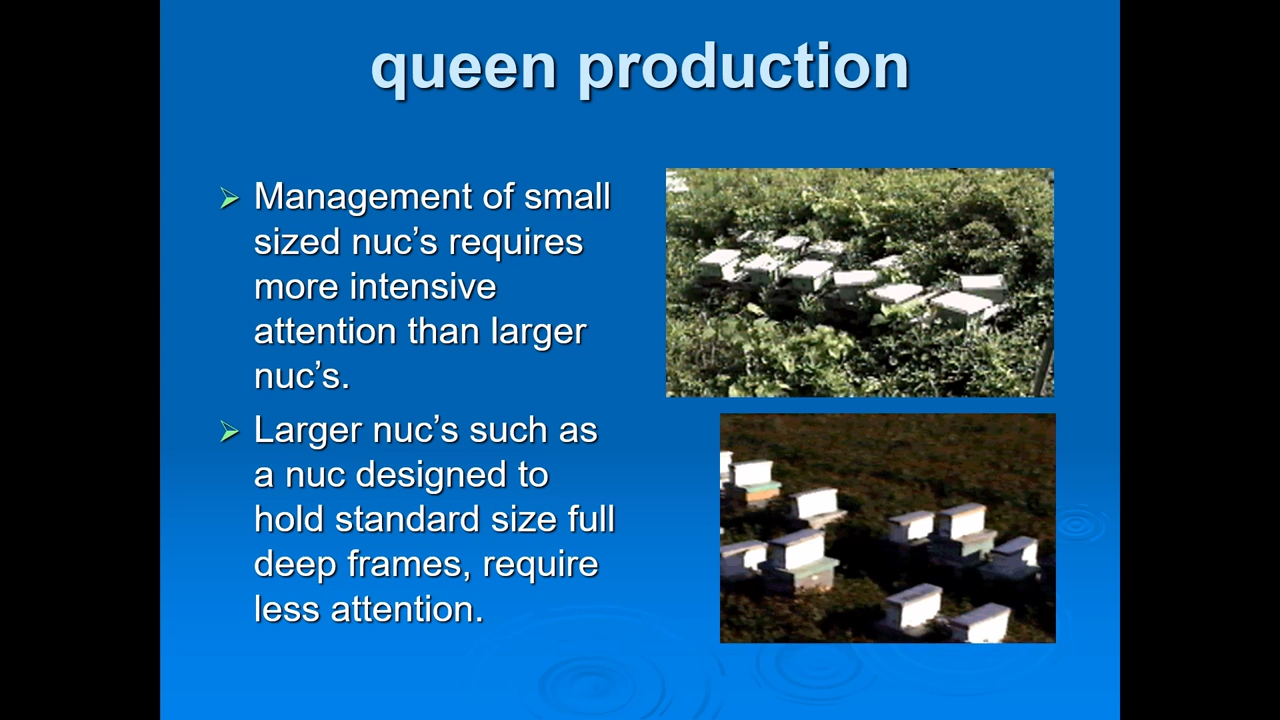 queen production
Management of small
sized nuc’s requires
more intensive
attention than larger
nuc’s.
Larger nuc’s such as
a nuc designed to
hold standard size full
deep frames, require
less attention.